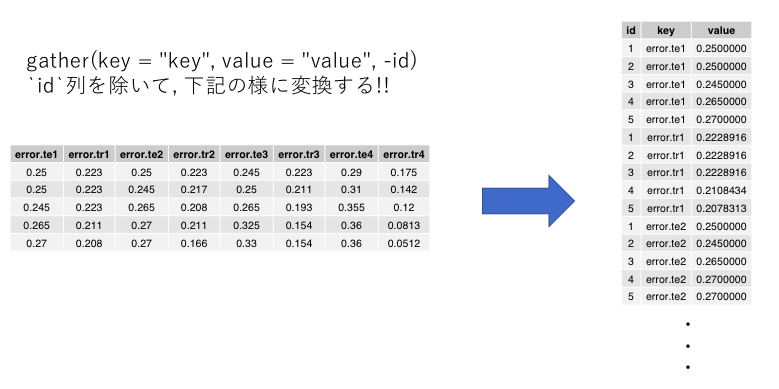 gather(key = "key", value = "value", -id)
`id`列を除いて, 下記の様に変換する!!
error.te1 error.tr1 error.te2 error.tr2 error.te3 error.tr3 error.te4 error.tr4
0.25 0.223 0.25 0.223 0.245 0.223 0.29 0.175
0.25 0.223 0.245 0.217 0.25 0.211 0.31 0.142
0.245 0.223 0.265 0.208 0.265 0.193 0.355 0.12
0.265 0.211 0.27 0.211 0.325 0.154 0.36 0.0813
0.27 0.208 0.27 0.166 0.33 0.154 0.36 0.0512
id key value
1 error.te1 0.2500000
2 error.te1 0.2500000
3 error.te1 0.2450000
4 error.te1 0.2650000
5 error.te1 0.2700000
1 error.tr1 0.2228916
2 error.tr1 0.2228916
3 error.tr1 0.2228916
4 error.tr1 0.2108434
5 error.tr1 0.2078313
1 error.te2 0.2500000
2 error.te2 0.2450000
3 error.te2 0.2650000
4 error.te2 0.2700000
5 error.te2 0.2700000